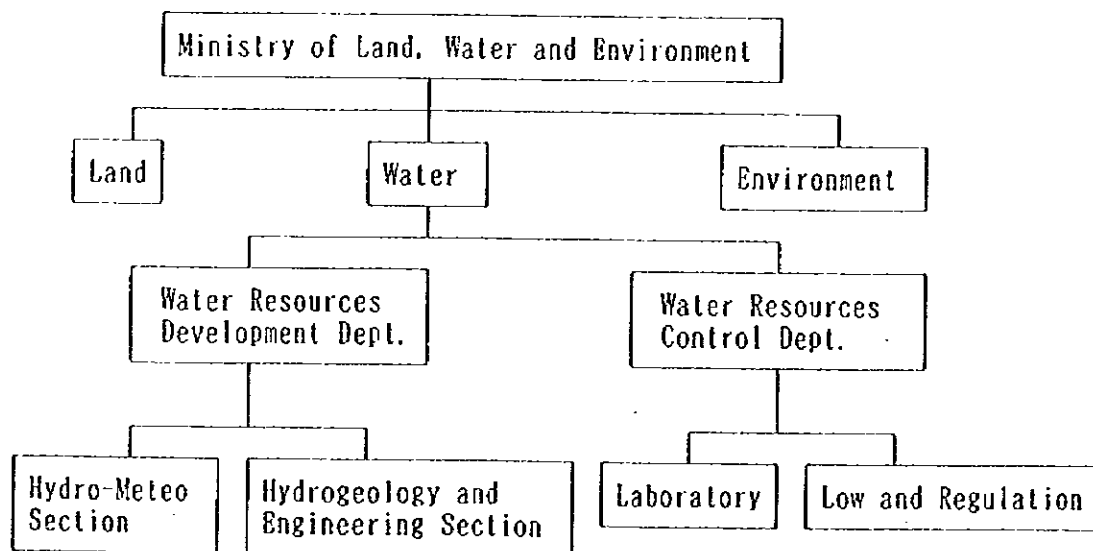 Ministry of Land, Water and Environment
Land
Water
Environment
Water Resources
Development Dept.
Water Resources
Control Dept.
Hydro-Meteo
Section
Hydrogeology and
Engineering Section
Laboratory
Low and Regulation